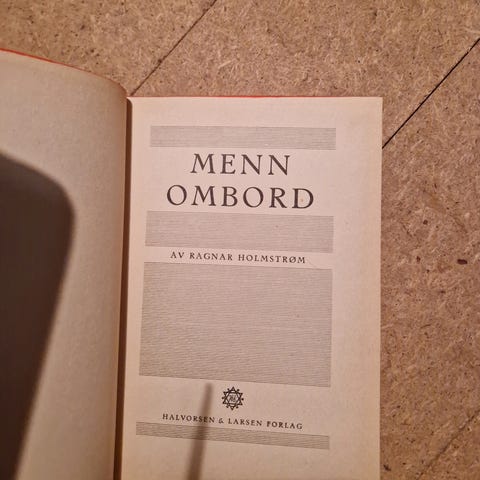 MENN
OMBORD
AV RAGNAR HOLMSTRØM
HALVORSEN & LARSEN FORLAG